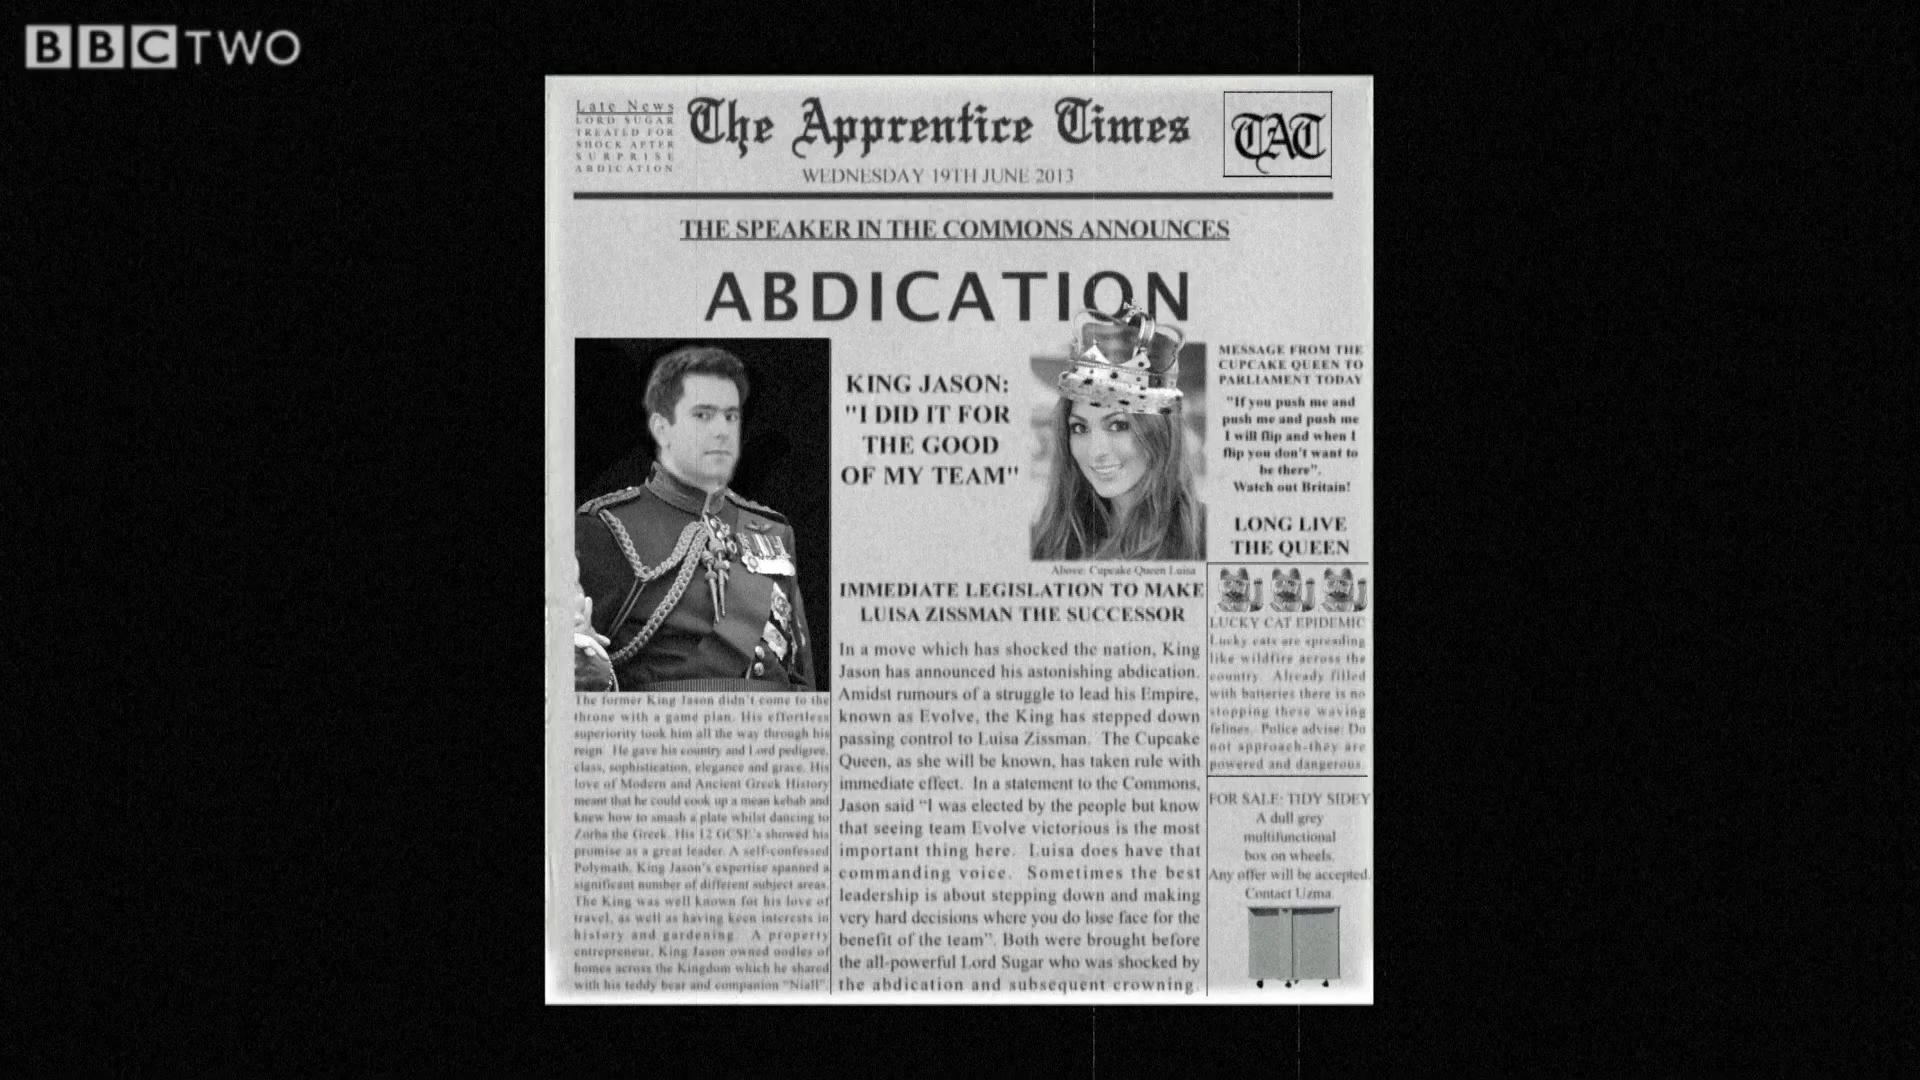 BBC TWO
Late News
LORD SUGAR
TREATED FOR
SHOCK AFTER
SURPRISE
ABDICATION
The Apprentice Times
WEDNESDAY 19TH JUNE 2013
TAT
THE SPEAKER IN THE COMMONS ANNOUNCES
ABDICATION
The former King Jason didn't come to the
throne with a game plan. His effortless
superiority took him all the way through his
reign. He gave his country and Lord pedigree,
class, sophistication, elegance and grace. His
love of Modern and Ancient Greek History
meant that he could cook up a mean kebab and
knew how to smash a plate whilst dancing to
Zorba the Greek. His 12 GCSE's showed his
promise as a great leader. A self-confessed
Polymath, King Jason's expertise spanned a
significant number of different subject areas.
The King was well known for his love of
travel, as well as having keen interests in
history and gardening. A property
entrepreneur, King Jason owned oodles of
homes across the Kingdom which he shared
with his teddy bear and companion "Niall".
KING JASON:
"I DID IT FOR
THE GOOD
OF MY TEAM"
Above: Cupcake Queen Luisa
IMMEDIATE LEGISLATION TO MAKE
LUISA ZISSMAN THE SUCCESSOR
In a move which has shocked the nation, King
Jason has announced his astonishing abdication.
Amidst rumours of a struggle to lead his Empire,
known as Evolve, the King has stepped down
passing control to Luisa Zissman. The Cupcake
Queen, as she will be known, has taken rule with
immediate effect. In a statement to the Commons,
Jason said "I was elected by the people but know
that seeing team Evolve victorious is the most
important thing here. Luisa does have that
commanding voice. Sometimes the best
leadership is about stepping down and making
very hard decisions where you do lose face for the
benefit of the team". Both were brought before
the all-powerful Lord Sugar who was shocked by
the abdication and subsequent crowning.
MESSAGE FROM THE
CUPCAKE QUEEN TO
PARLIAMENT TODAY
"If you push me and
push me and push me
I will flip and when I
flip you don't want to
be there".
Watch out Britain!
LONG LIVE
THE QUEEN
LUCKY CAT EPIDEMIC
Lucky cats are spreading
like wildfire across the
country. Already filled
with batteries there is no
stopping these waving
felines. Police advise: Do
not approach-they are
powered and dangerous.
FOR SALE: TIDY SIDEY
A dull grey
multifunctional
box on wheels.
Any offer will be accepted.
Contact Uzma.